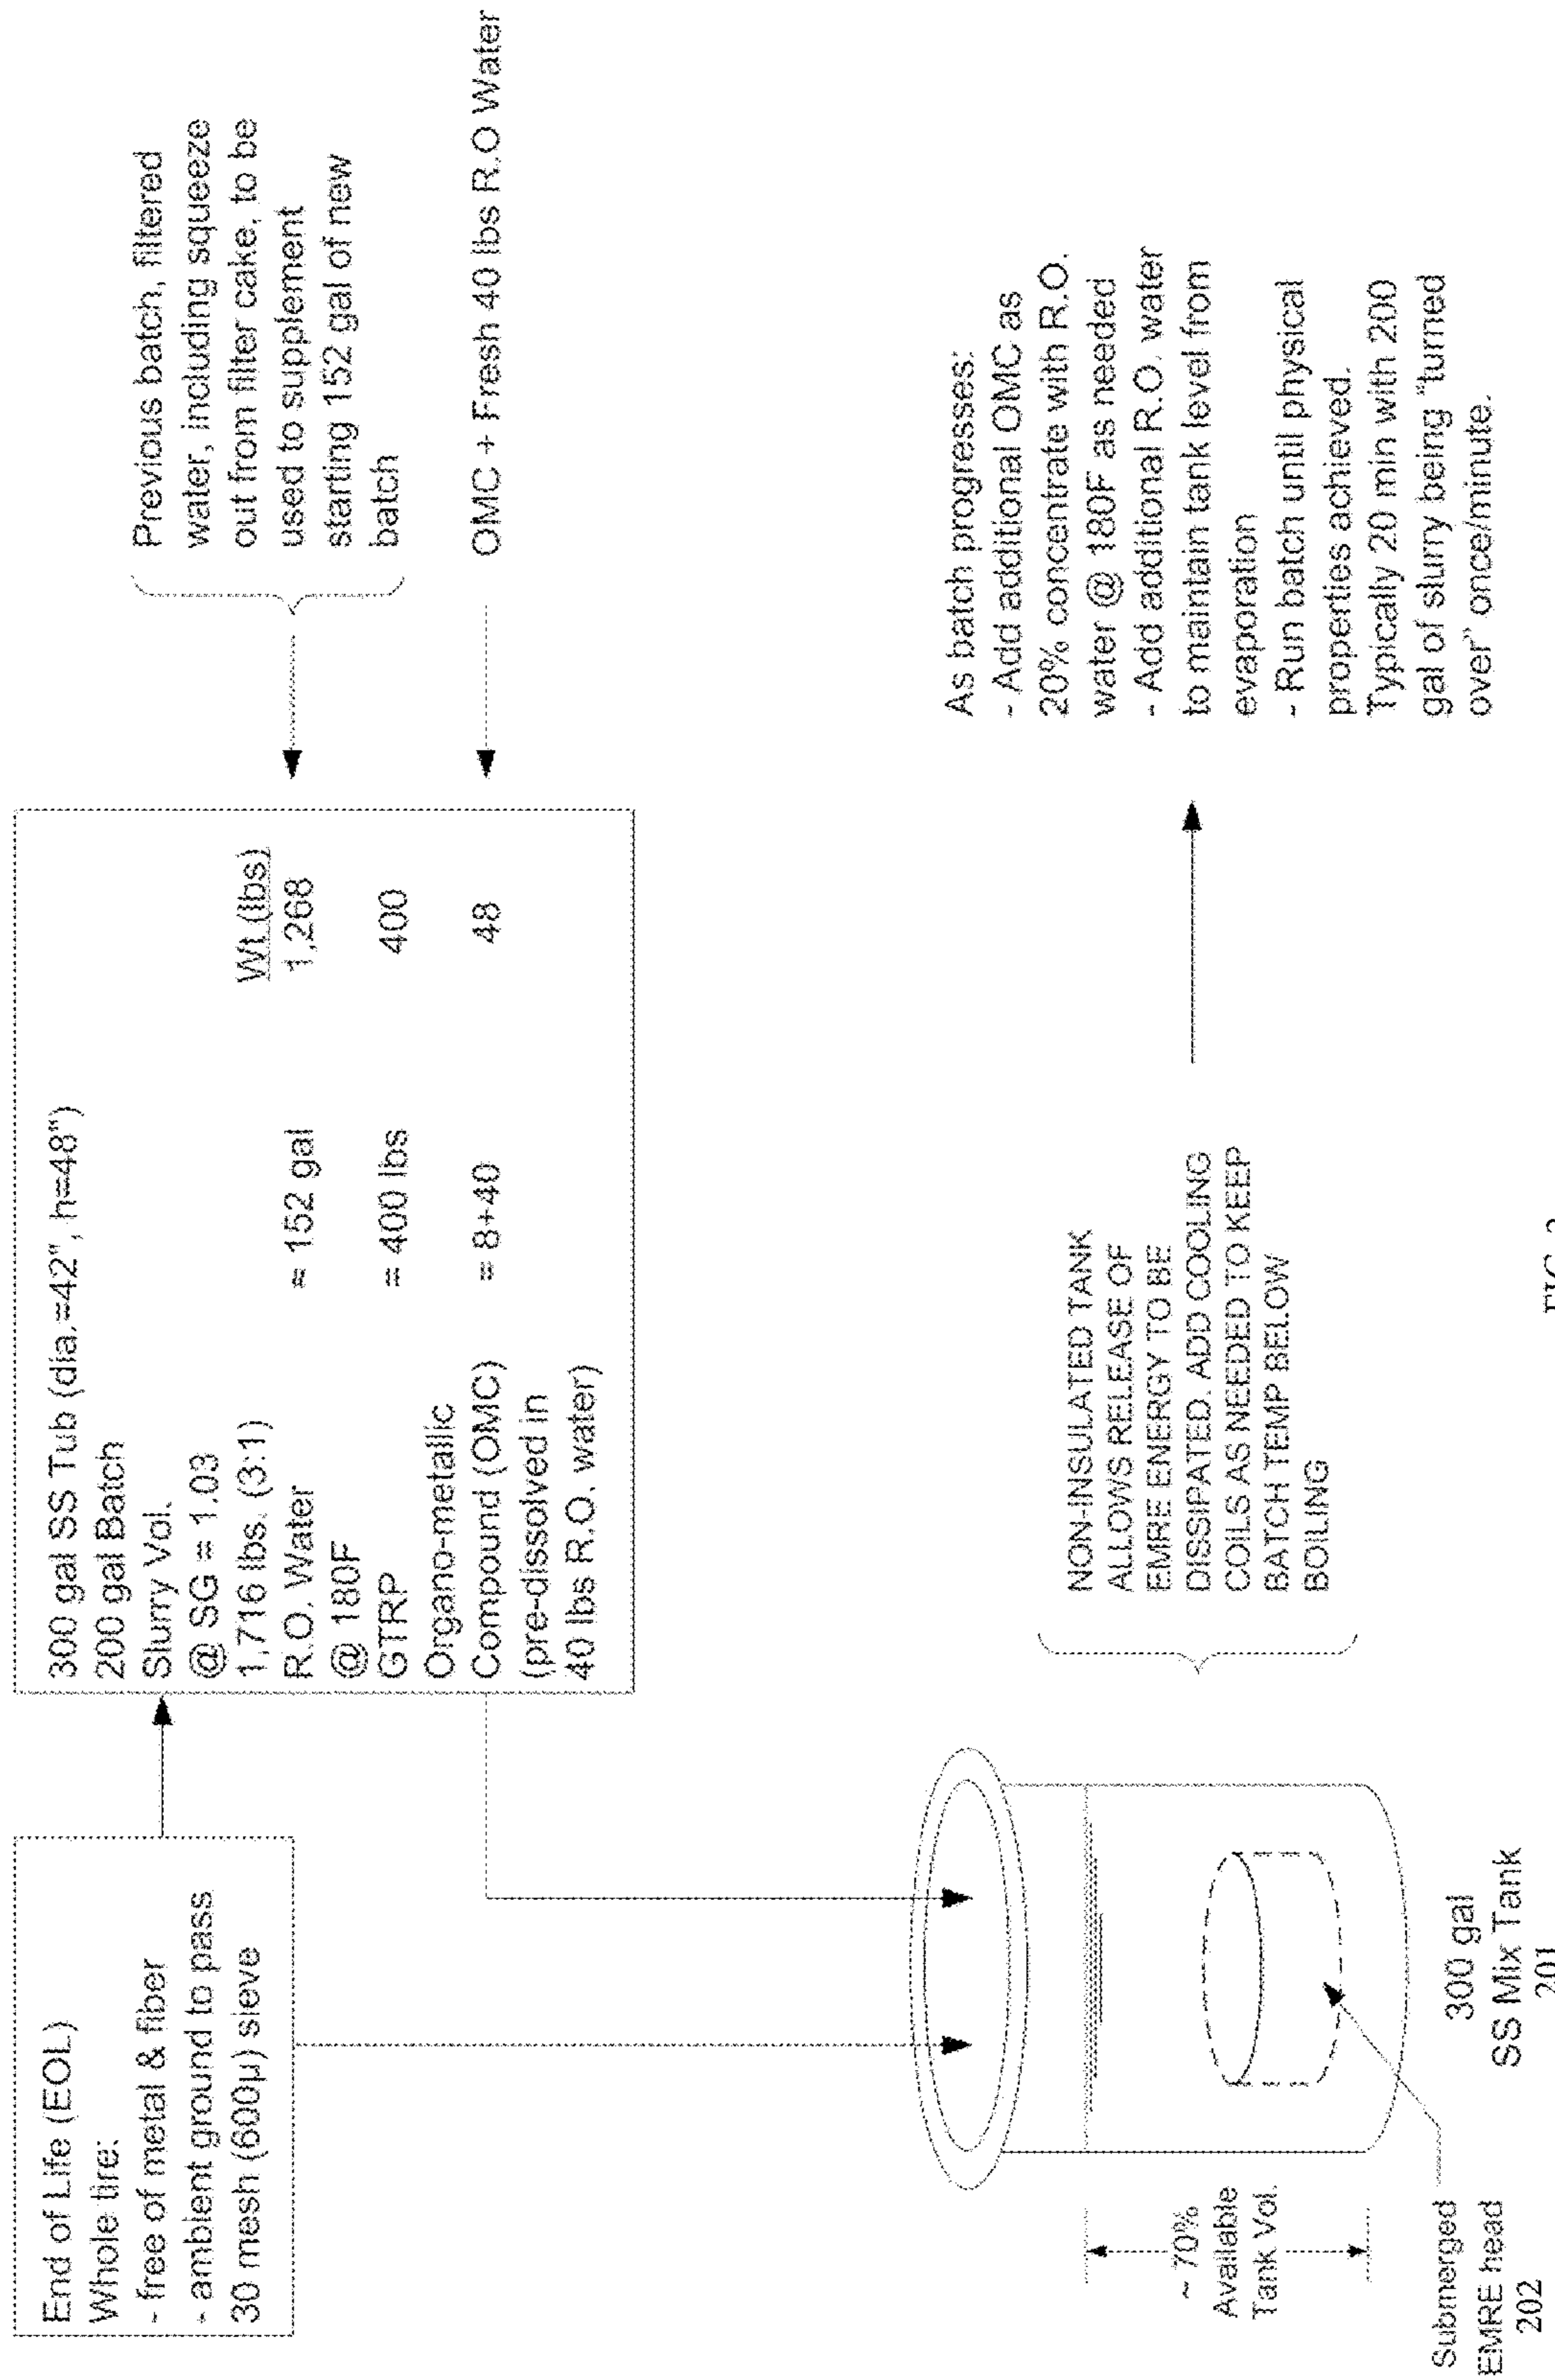 End of Life (EOL)
Whole tire:
- free of metal & fiber
- ambient ground to pass
30 mesh (600µ) sieve
300 gal SS Tub (dia.=42", h=48")
200 gal Batch
Slurry Vol.
@ SG = 1.03
1,716 lbs. (3:1)
Wt (lbs)
R.O. Water = 152 gal 1,268
@ 180F
GTRP = 400 lbs 400
Organo-metallic
Compound (OMC) = 8+40 48
(pre-dissolved in
40 lbs R.O. water)
Previous batch, filtered
water, including squeeze
out from filter cake, to be
used to supplement
starting 152 gal of new
batch
OMC + Fresh 40 lbs R.O Water
~ 70%
Available
Tank Vol.
Submerged
EMRE head
202
300 gal
SS Mix Tank
201
NON-INSULATED TANK
ALLOWS RELEASE OF
EMRE ENERGY TO BE
DISSIPATED. ADD COOLING
COILS AS NEEDED TO KEEP
BATCH TEMP BELOW
BOILING
As batch progresses:
- Add additional OMC as
20% concentrate with R.O.
water @ 180F as needed
- Add additional R.O. water
to maintain tank level from
evaporation
- Run batch until physical
properties achieved.
Typically 20 min with 200
gal of slurry being "turned
over" once/minute.